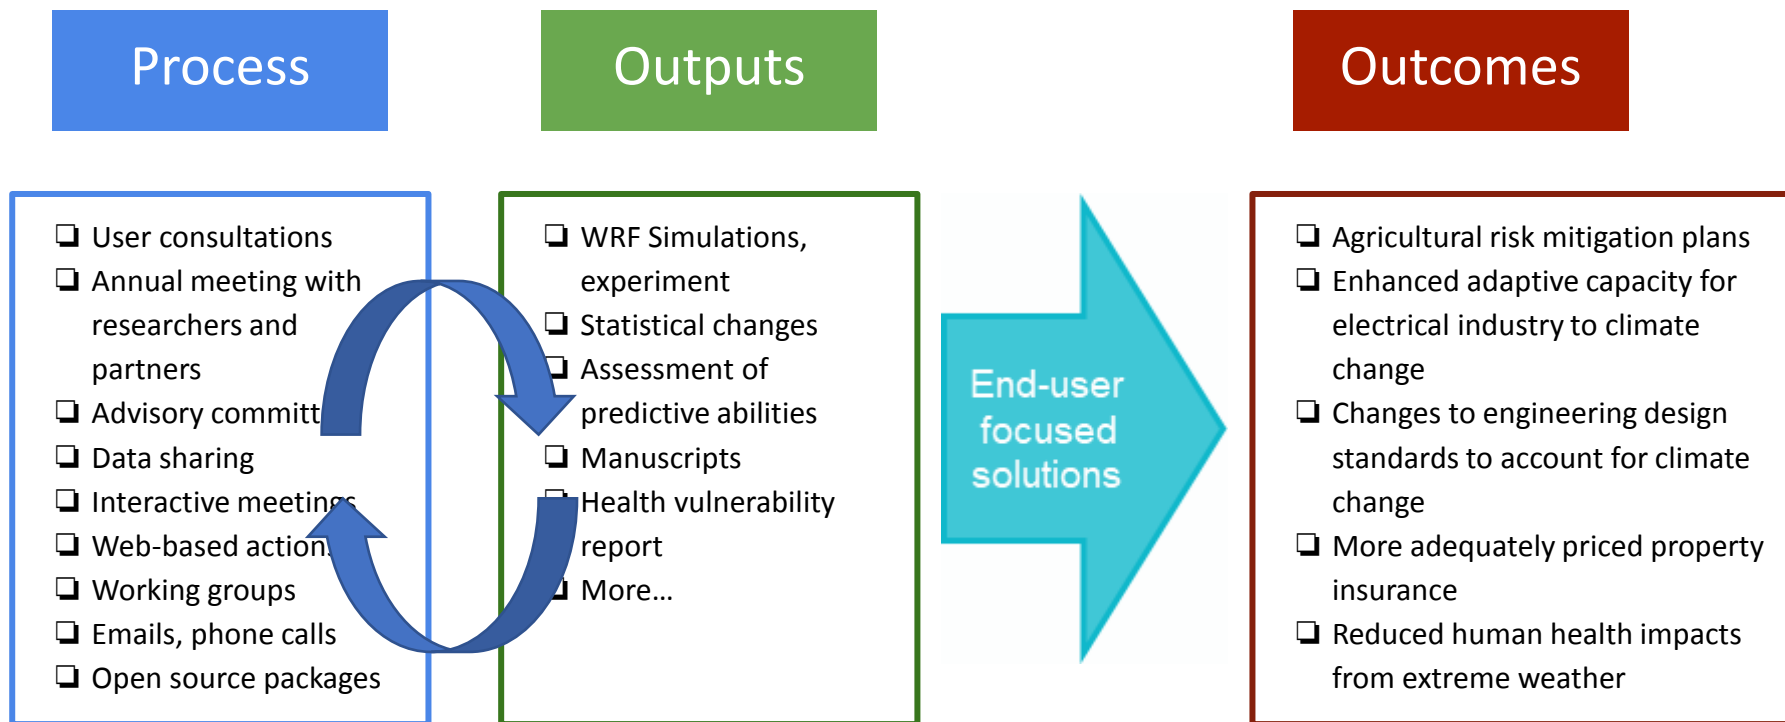 Process
Outputs
Outcomes
❏ User consultations
❏ Annual meeting with
researchers and
partners
❏ Advisory committ
❏ Data sharing
❏ Interactive meetings
❏ Web-based actions
❏ Working groups
❏ Emails, phone calls
❏ Open source packages
❏ WRF Simulations,
experiment
❏ Statistical changes
❏ Assessment of
predictive abilities
❏ Manuscripts
❏ Health vulnerability
report
❏ More…
End-user
focused
solutions
❏ Agricultural risk mitigation plans
❏ Enhanced adaptive capacity for
electrical industry to climate
change
❏ Changes to engineering design
standards to account for climate
change
❏ More adequately priced property
insurance
❏ Reduced human health impacts
from extreme weather